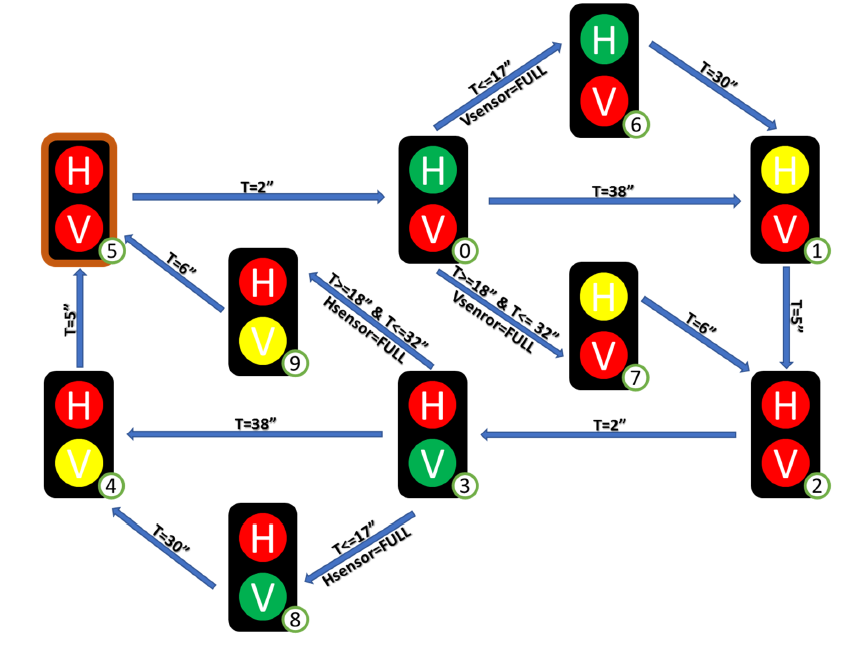 H
V
6
T<=17”
Vsensor=FULL
T=30”
H
V
5
T=2”
H
V
0
T=38”
H
V
1
T=6”
H
V
9
T>=18” & T<=32”
Hsensor=FULL
T>=18” & T<= 32”
Vsenror=FULL
H
V
7
T=6”
T=5”
T=5”
H
V
4
T=38”
H
V
3
T=2”
H
V
2
T=30”
H
V
8
T<=17”
Hsensor=FULL